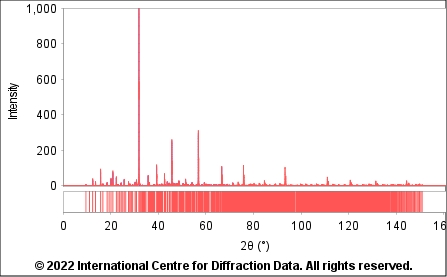 1,000
800
600
400
200
0
Intensity
0 20 40 60 80 100 120 140 16
2θ (°)
© 2022 International Centre for Diffraction Data. All rights reserved.